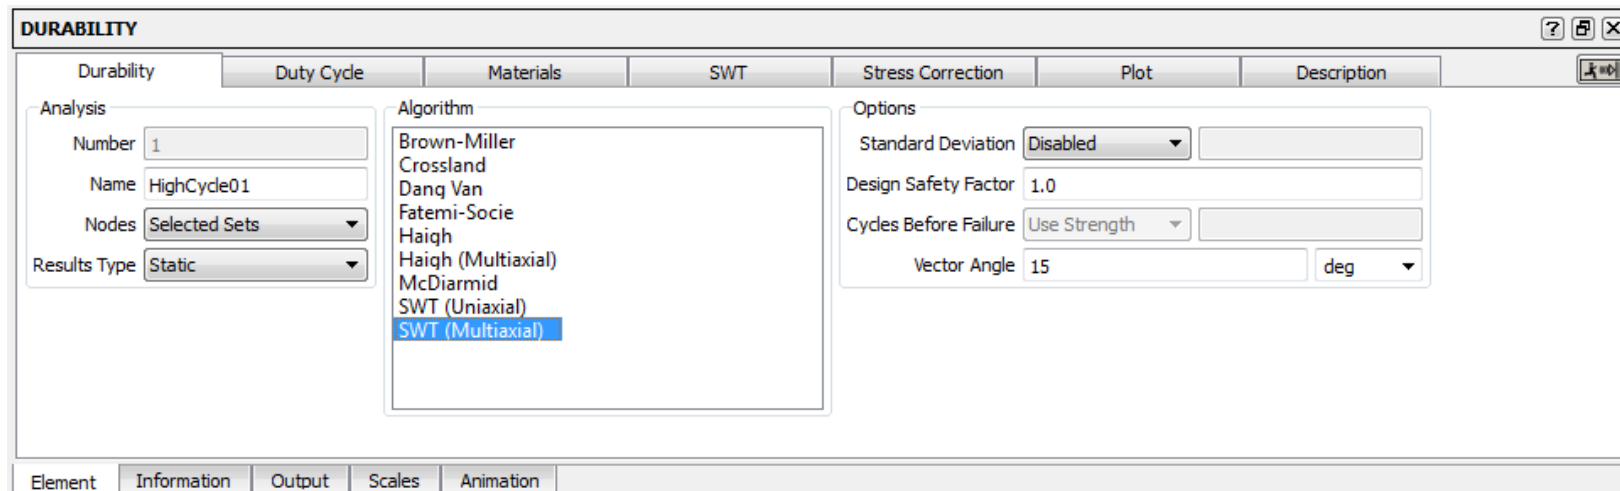 DURABILITY
Durability
Duty Cycle
Materials
SWT
Stress Correction
Plot
Description
Analysis
Number 1
Name HighCycle01
Nodes Selected Sets
Results Type Static
Algorithm
Brown-Miller
Crossland
Dang Van
Fatemi-Socie
Haigh
Haigh (Multiaxial)
McDiarmid
SWT (Uniaxial)
SWT (Multiaxial)
Options
Standard Deviation Disabled
Design Safety Factor 1.0
Cycles Before Failure Use Strength
Vector Angle 15 deg
Element
Information
Output
Scales
Animation